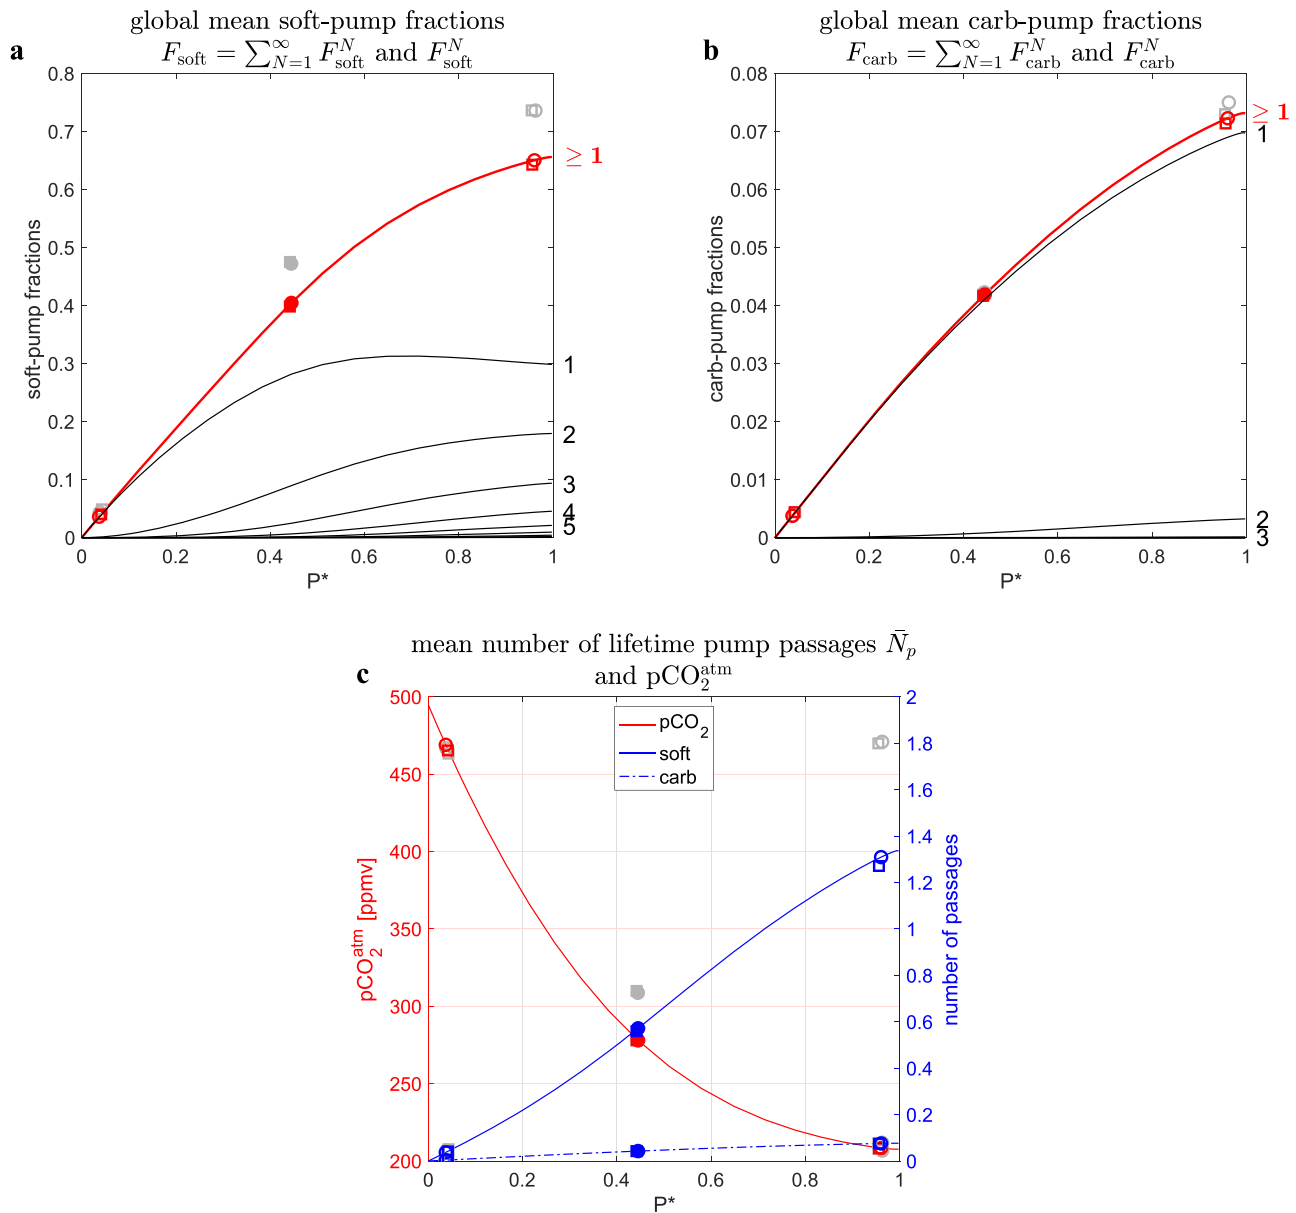 global mean soft-pump fractions
a
F_soft = ∑_{N=1}^∞ F_soft^N and F_soft^N
0.8
0.7
0.6
0.5
0.4
0.3
0.2
0.1
0
soft-pump fractions
≥ 1
1
2
3
4
5
0 0.2 0.4 0.6 0.8 1
P*
global mean carb-pump fractions
b
F_carb = ∑_{N=1}^∞ F_carb^N and F_carb^N
0.08
0.07
0.06
0.05
0.04
0.03
0.02
0.01
0
carb-pump fractions
≥ 1
1
2
3
0 0.2 0.4 0.6 0.8 1
P*
mean number of lifetime pump passages N̄_p
c
and pCO₂^atm
500
450
400
350
300
250
200
pCO₂^atm [ppmv]
pCO₂
soft
carb
2
1.8
1.6
1.4
1.2
1
0.8
0.6
0.4
0.2
0
number of passages
0 0.2 0.4 0.6 0.8 1
P*